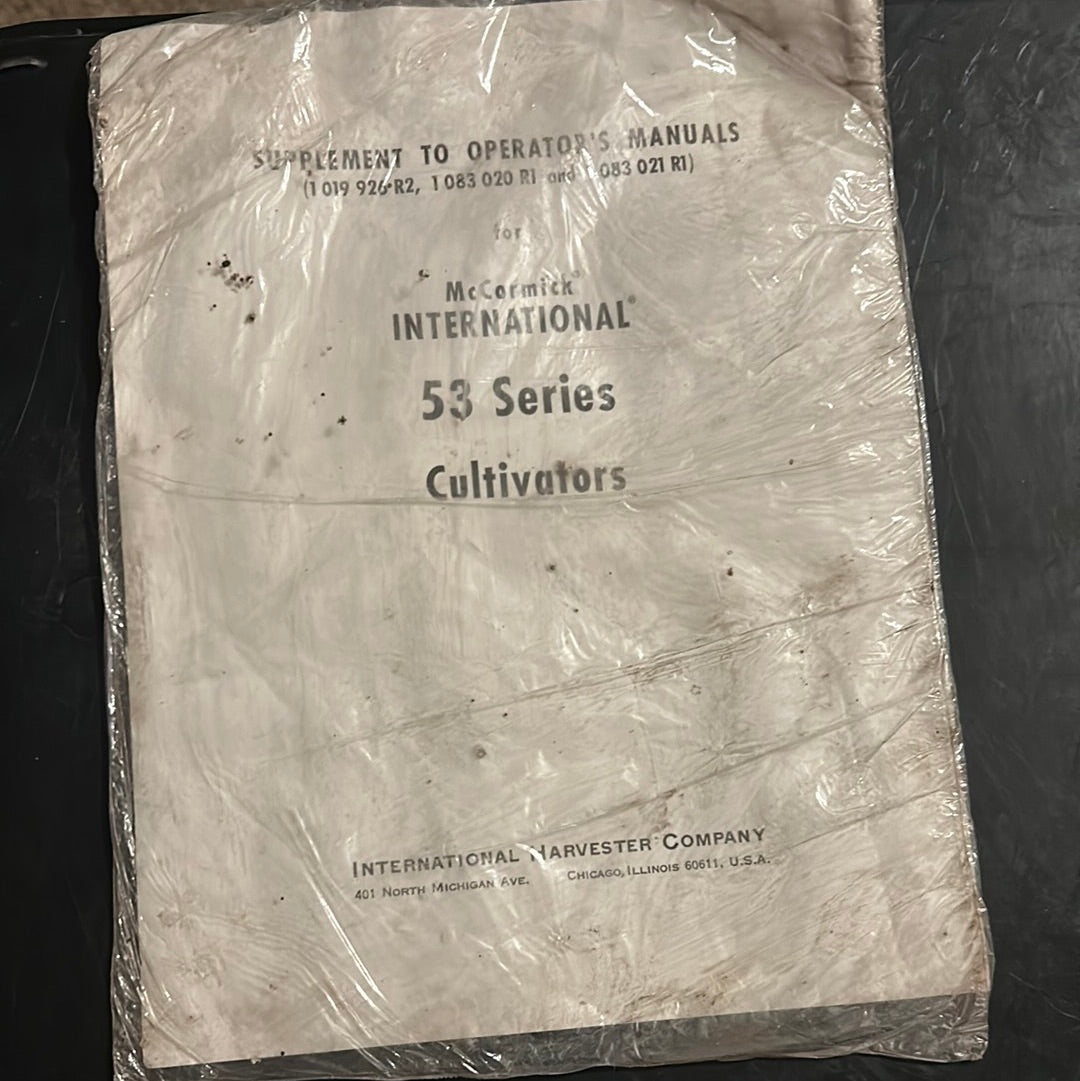 SUPPLEMENT TO OPERATOR'S MANUALS
(1 019 926 R2, 1 083 020 R1 and 1 083 021 R1)
for
McCormick®
INTERNATIONAL®
53 Series
Cultivators
INTERNATIONAL HARVESTER COMPANY
401 NORTH MICHIGAN AVE. CHICAGO, ILLINOIS 60611, U.S.A.